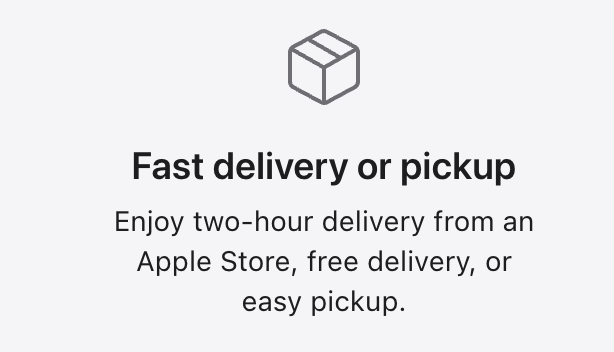 Fast delivery or pickup
Enjoy two-hour delivery from an
Apple Store, free delivery, or
easy pickup.